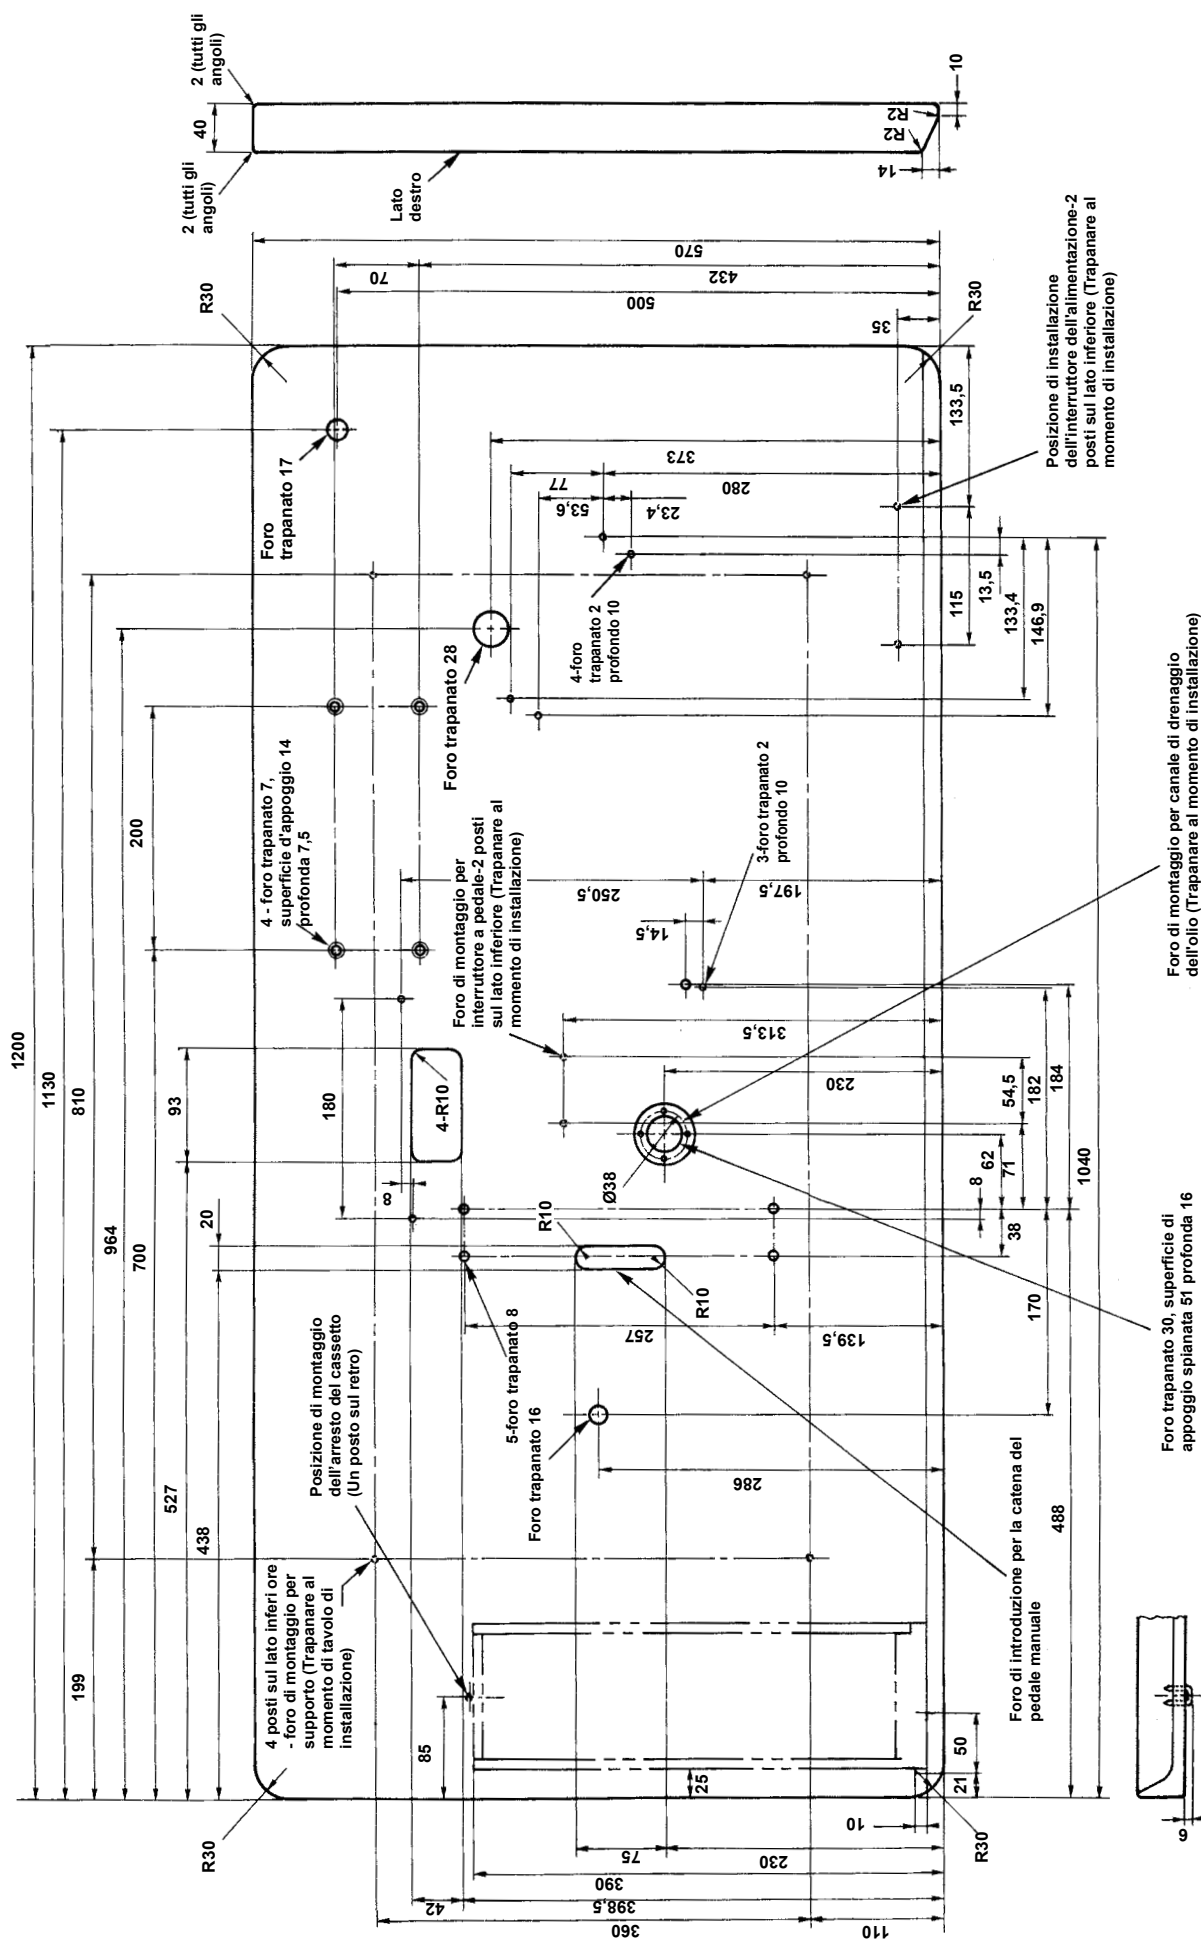 1200
1130
199
810
964
700
200
527
93
438
20
180
R30
4 posti sul lato inferi ore
- foro di montaggio per
supporto (Trapanare al
momento di tavolo di
installazione)
Posizione di montaggio
dell'arresto del cassetto
(Un posto sul retro)
4 - foro trapanato 7,
superficie d'appoggio 14
profonda 7,5
Foro
trapanato 17
R30
2 (tutti gli
angoli)
40
2 (tutti gli
angoli)
Lato
destro
85
8
4-R10
Foro di montaggio per
interruttore a pedale-2 posti
sul lato inferiore (Trapanare al
momento di installazione)
Foro trapanato 28
70
500
432
570
42
360
398,5
390
75
230
110
5-foro trapanato 8
Foro trapanato 16
R10
R10
Ø38
257
139,5
286
313,5
230
250,5
14,5
197,5
3-foro trapanato 2
profondo 10
4-foro
trapanato 2
profondo 10
77
53,6
23,4
280
373
35
R2
R2
14
10
25
10
R30
21
50
38
8
62
71
54,5
182
184
170
488
1040
115
133,5
13,5
133,4
146,9
R30
Posizione di installazione
dell'interruttore dell'alimentazione-2
posti sul lato inferiore (Trapanare al
momento di installazione)
Foro di introduzione per la catena del
pedale manuale
Foro trapanato 30, superficie di
appoggio spianata 51 profonda 16
Foro di montaggio per canale di drenaggio
dell'olio (Trapanare al momento di installazione)
9